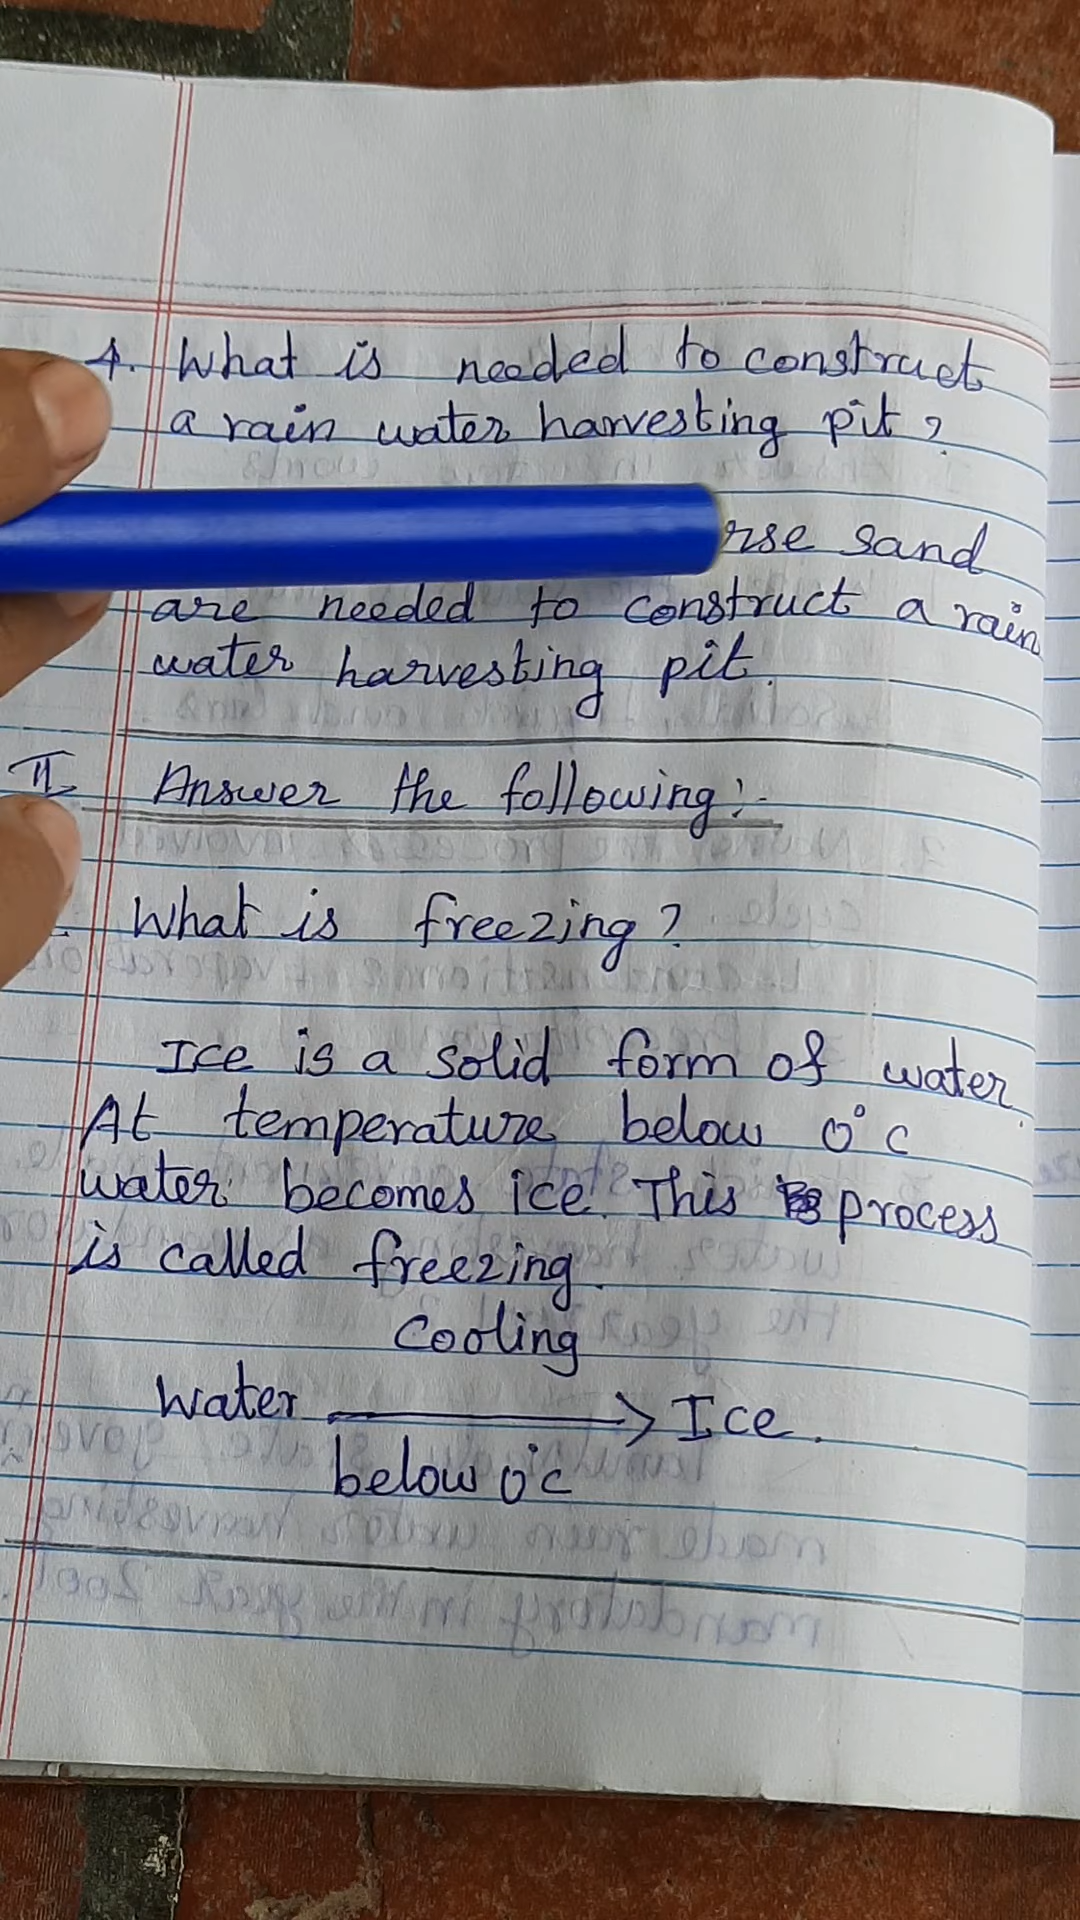 4. What is needed to construct
a rain water harvesting pit?
rse sand
are needed to construct a rain
water harvesting pit.
II Answer the following:-
. What is freezing?
Ice is a solid form of water.
At temperature below 0°C
water becomes ice. This process
is called freezing.
Cooling
Water → Ice.
below 0°C